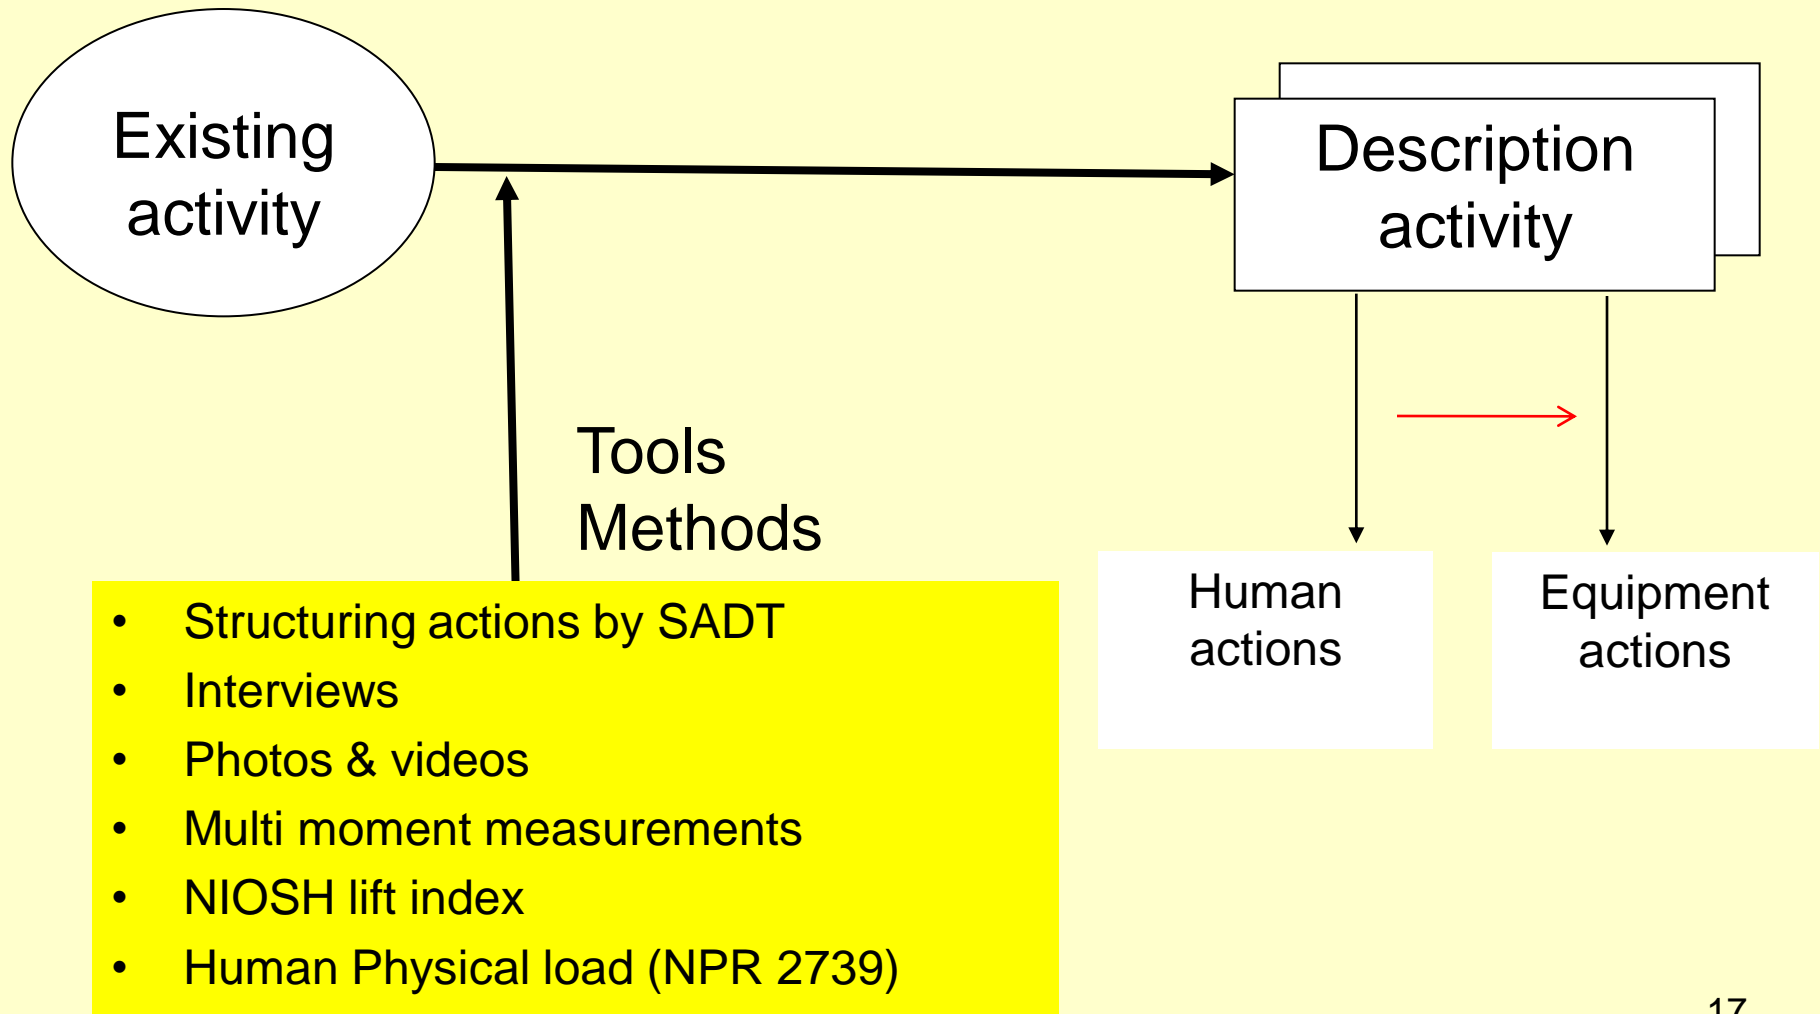 Existing
activity
Description
activity
Tools
Methods
• Structuring actions by SADT
• Interviews
• Photos & videos
• Multi moment measurements
• NIOSH lift index
• Human Physical load (NPR 2739)
Human
actions
Equipment
actions
17